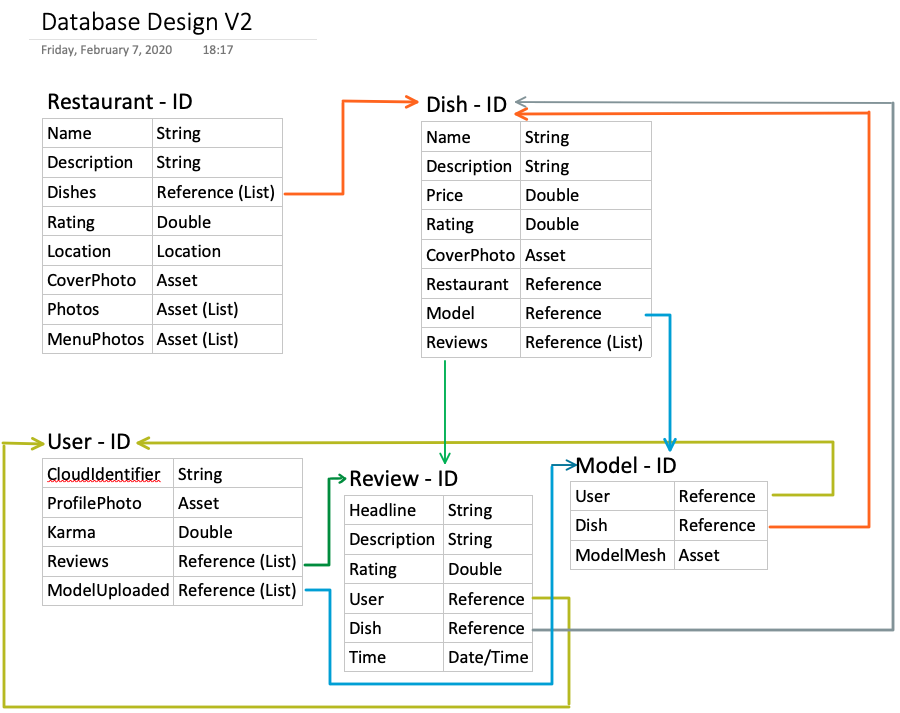 Database Design V2
Friday, February 7, 2020 18:17
Restaurant - ID
Name String
Description String
Dishes Reference (List)
Rating Double
Location Location
CoverPhoto Asset
Photos Asset (List)
MenuPhotos Asset (List)
Dish - ID
Name String
Description String
Price Double
Rating Double
CoverPhoto Asset
Restaurant Reference
Model Reference
Reviews Reference (List)
User - ID
CloudIdentifier String
ProfilePhoto Asset
Karma Double
Reviews Reference (List)
ModelUploaded Reference (List)
Review - ID
Headline String
Description String
Rating Double
User Reference
Dish Reference
Time Date/Time
Model - ID
User Reference
Dish Reference
ModelMesh Asset